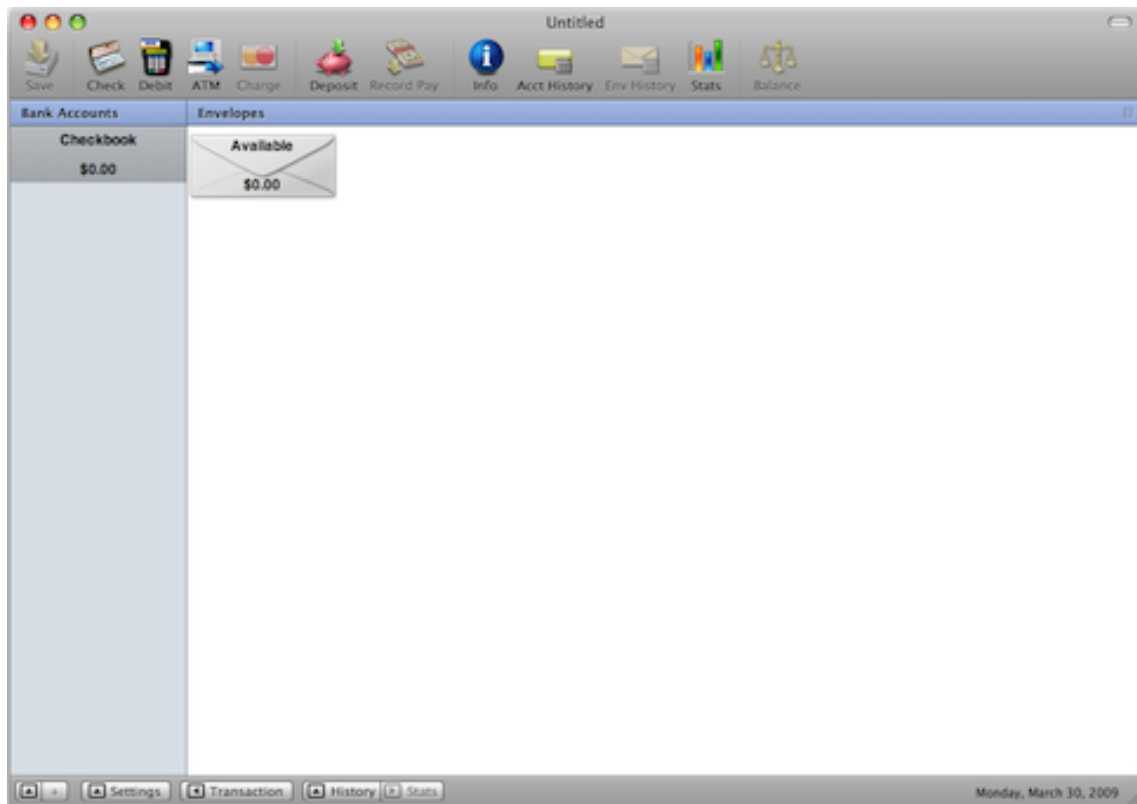 Untitled
Save Check Debit ATM Charge Deposit Record Pay Info Acct History Env History Stats Balance
Bank Accounts Envelopes
Checkbook
$0.00
Available
$0.00
+ Settings Transaction History Stats Monday, March 30, 2009